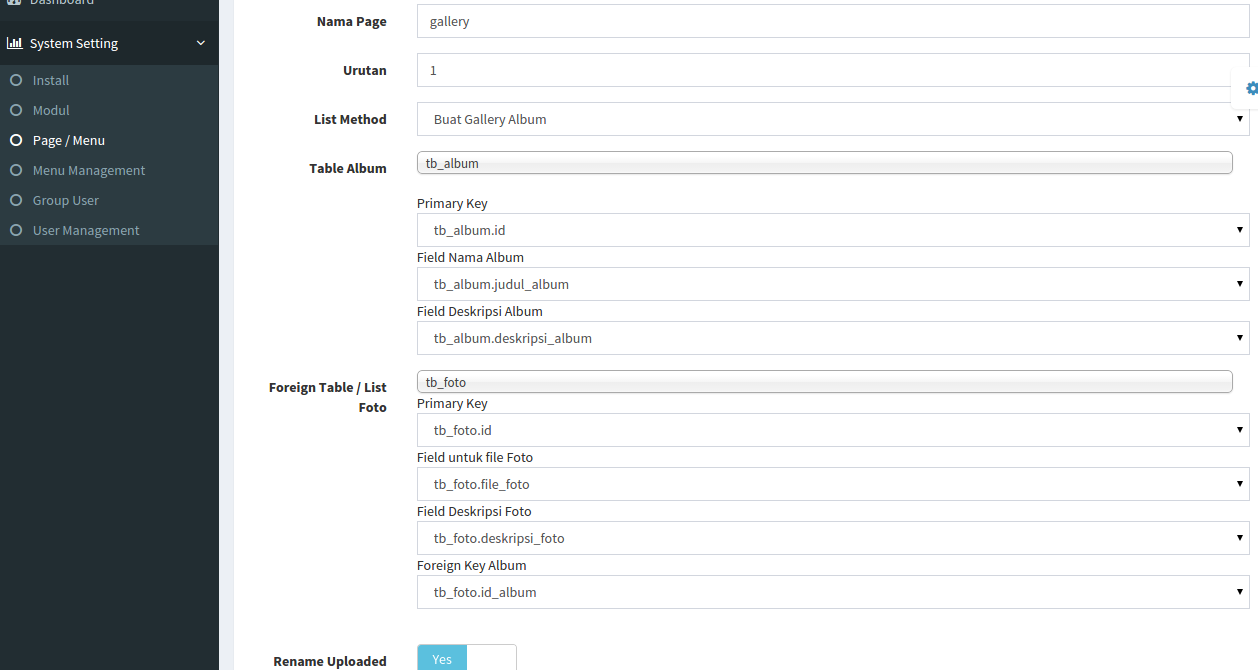 Dashboard
System Setting
Install
Modul
Page / Menu
Menu Management
Group User
User Management
Nama Page
gallery
Urutan
1
List Method
Buat Gallery Album
Table Album
tb_album
Primary Key
tb_album.id
Field Nama Album
tb_album.judul_album
Field Deskripsi Album
tb_album.deskripsi_album
Foreign Table / List
Foto
tb_foto
Primary Key
tb_foto.id
Field untuk file Foto
tb_foto.file_foto
Field Deskripsi Foto
tb_foto.deskripsi_foto
Foreign Key Album
tb_foto.id_album
Rename Uploaded
Yes